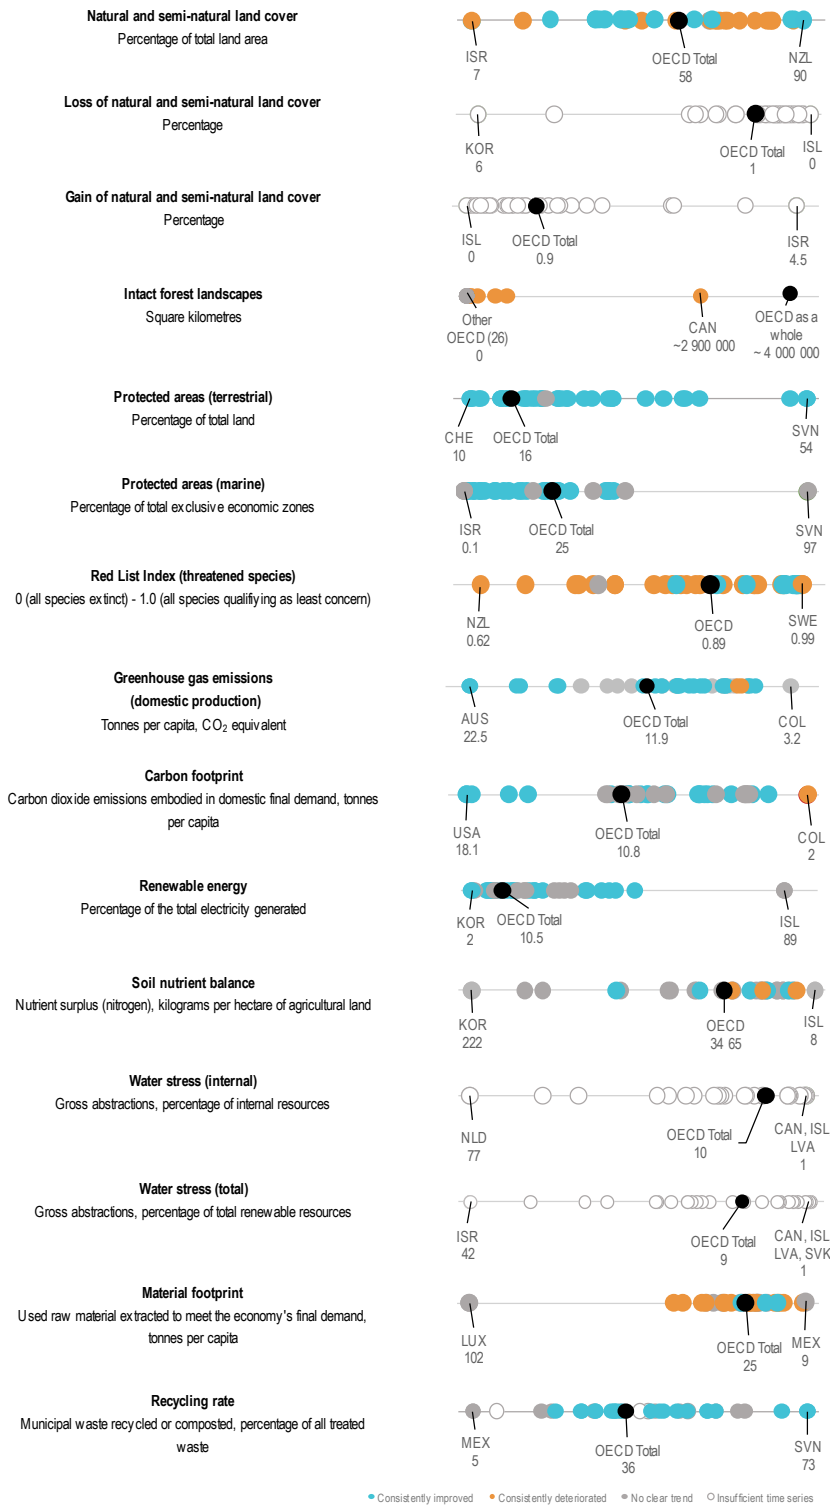 Natural and semi-natural land cover
Percentage of total land area
ISR
7
OECD Total
58
NZL
90
Loss of natural and semi-natural land cover
Percentage
KOR
6
OECD Total
1
ISL
0
Gain of natural and semi-natural land cover
Percentage
ISL
0
OECD Total
0.9
ISR
4.5
Intact forest landscapes
Square kilometres
Other
OECD (26)
0
CAN
~2 900 000
OECD as a
whole
~ 4 000 000
Protected areas (terrestrial)
Percentage of total land
CHE
10
OECD Total
16
SVN
54
Protected areas (marine)
Percentage of total exclusive economic zones
ISR
0.1
OECD Total
25
SVN
97
Red List Index (threatened species)
0 (all species extinct) - 1.0 (all species qualifiying as least concern)
NZL
0.62
OECD
0.89
SWE
0.99
Greenhouse gas emissions
(domestic production)
Tonnes per capita, CO₂ equivalent
AUS
22.5
OECD Total
11.9
COL
3.2
Carbon footprint
Carbon dioxide emissions embodied in domestic final demand, tonnes
per capita
USA
18.1
OECD Total
10.8
COL
2
Renewable energy
Percentage of the total electricity generated
KOR
2
OECD Total
10.5
ISL
89
Soil nutrient balance
Nutrient surplus (nitrogen), kilograms per hectare of agricultural land
KOR
222
OECD
34 65
ISL
8
Water stress (internal)
Gross abstractions, percentage of internal resources
NLD
77
OECD Total
10
CAN, ISL
LVA
1
Water stress (total)
Gross abstractions, percentage of total renewable resources
ISR
42
OECD Total
9
CAN, ISL
LVA, SVK
1
Material footprint
Used raw material extracted to meet the economy's final demand,
tonnes per capita
LUX
102
OECD Total
25
MEX
9
Recycling rate
Municipal waste recycled or composted, percentage of all treated
waste
MEX
5
OECD Total
36
SVN
73
Consistently improved Consistently deteriorated No clear trend Insufficient time series